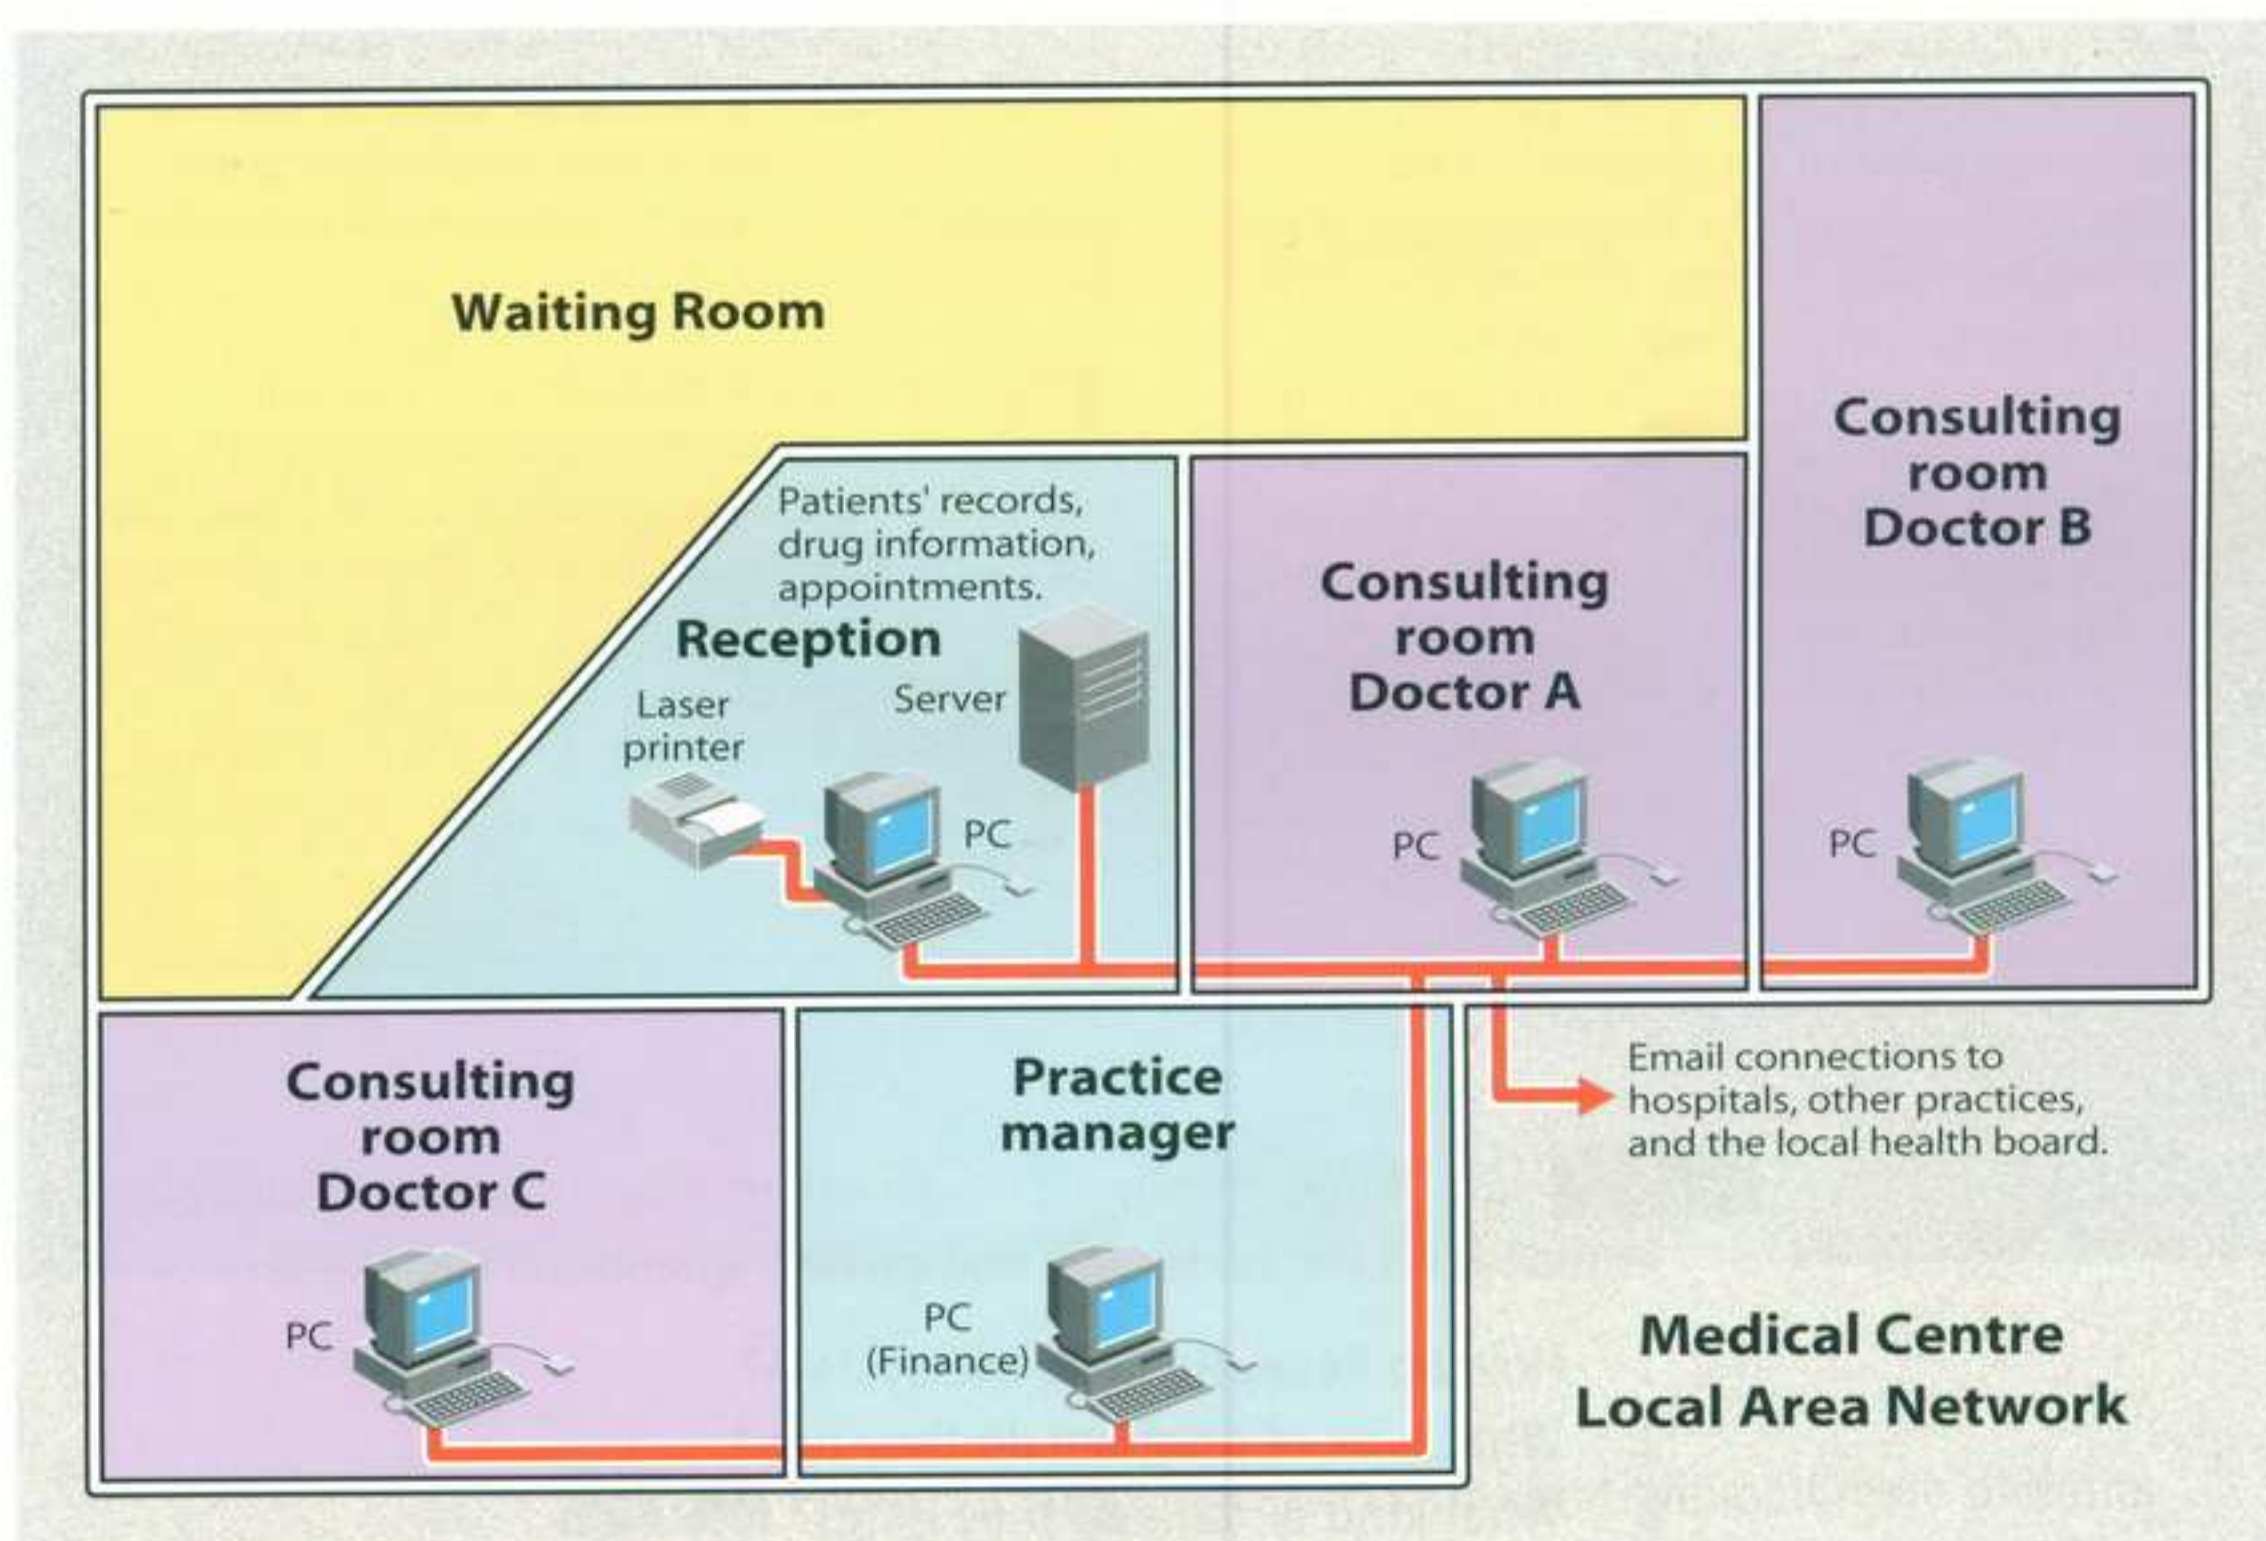 Waiting Room
Consulting
room
Doctor B
Patients' records,
drug information,
appointments.
Reception
Laser
printer
Server
PC
Consulting
room
Doctor A
PC
PC
Consulting
room
Doctor C
PC
Practice
manager
PC
(Finance)
Email connections to
hospitals, other practices,
and the local health board.
Medical Centre
Local Area Network